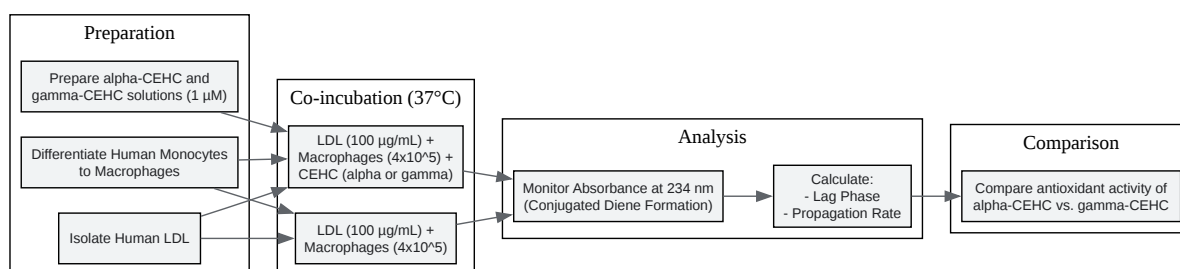 Preparation
Prepare alpha-CEHC and
gamma-CEHC solutions (1 µM)
Differentiate Human Monocytes
to Macrophages
Isolate Human LDL
Co-incubation (37°C)
LDL (100 µg/mL) +
Macrophages (4x10^5) +
CEHC (alpha or gamma)
LDL (100 µg/mL) +
Macrophages (4x10^5)
Analysis
Monitor Absorbance at 234 nm
(Conjugated Diene Formation)
Calculate:
- Lag Phase
- Propagation Rate
Comparison
Compare antioxidant activity of
alpha-CEHC vs. gamma-CEHC